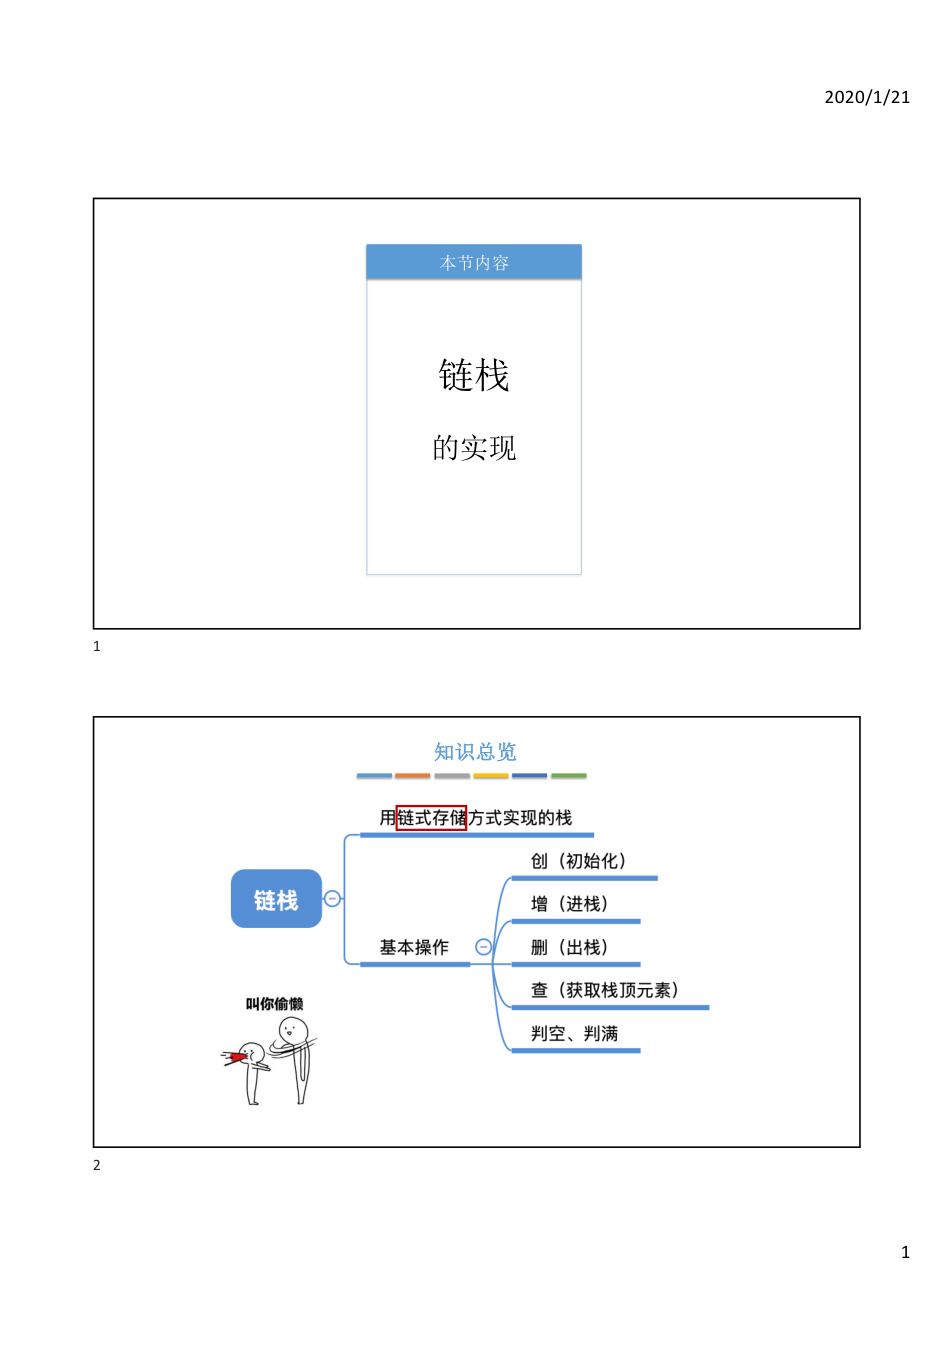 2020/1/21
本节内容
链栈
的实现
1
知识总览
用链式存储方式实现的栈
创（初始化）
链栈
增（进栈）
基本操作
删（出栈）
查（获取栈顶元素）
叫你偷懒
判空、判满
2
1